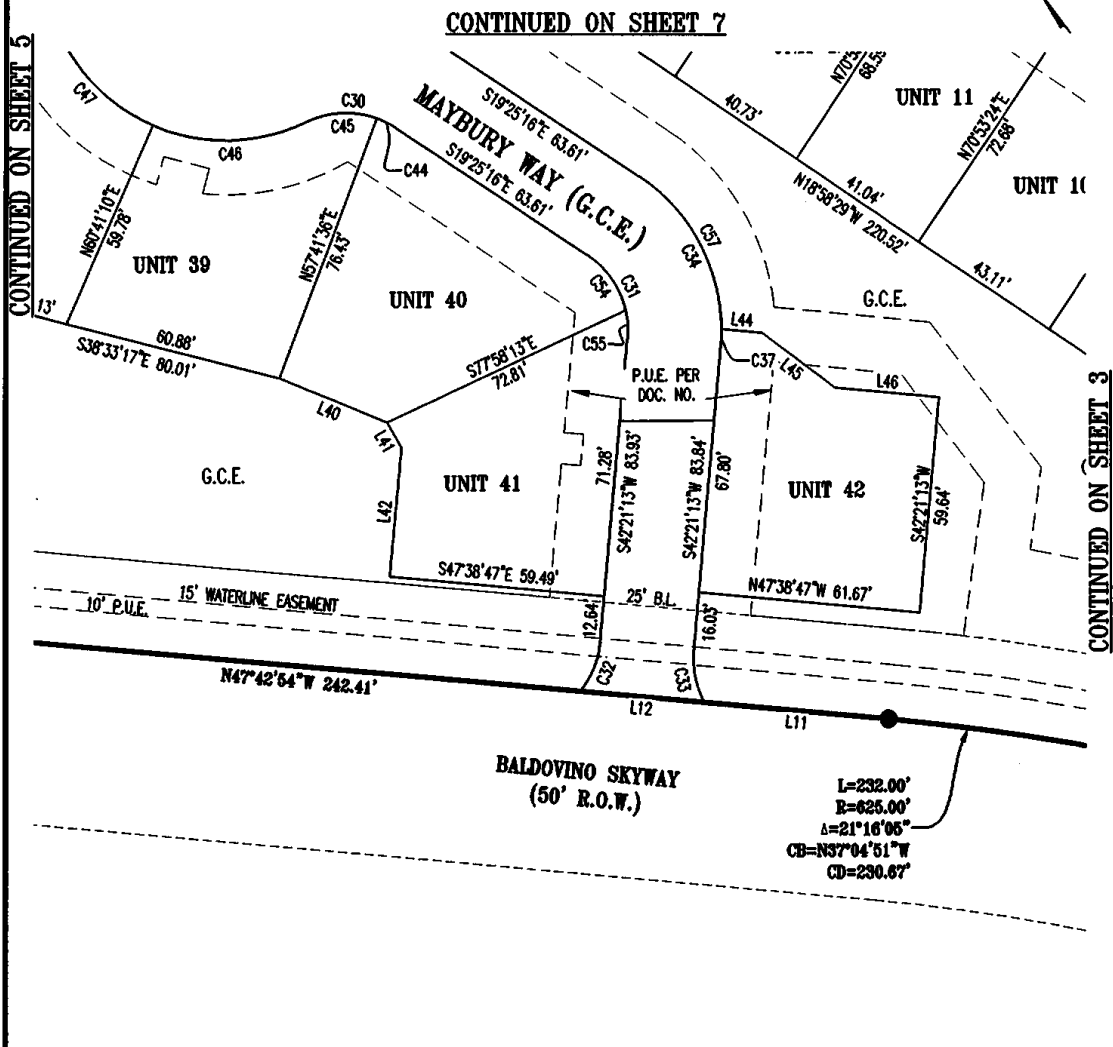 CONTINUED ON SHEET 7
CONTINUED ON SHEET 5
CONTINUED ON SHEET 3
C47
C46
C30
C45
C44
MAYBURY WAY (G.C.E.)
S19°25'16"E 63.61'
S19°25'16"E 63.61'
40.73'
68.55
UNIT 11
N70°53'24"E
72.68'
UNIT 10
41.04'
N18°58'29"W 220.52'
43.11'
N60°41'10"E
59.78'
UNIT 39
N57°41'36"E
76.43'
UNIT 40
C57
C34
C31
C54
C55
G.C.E.
13'
60.88'
S38°33'17"E 80.01'
S77°58'13"E
72.81'
L44
C37
L45
L46
P.U.E. PER
DOC. NO.
L40
L41
L42
G.C.E.
UNIT 41
71.28'
S42°21'13"W 83.93'
S42°21'13"W 83.84'
67.80'
UNIT 42
S42°21'13"W
59.64'
S47°38'47"E 59.49'
N47°38'47"W 61.67'
15' WATERLINE EASEMENT
10' P.U.E.
25' B.L.
12.64'
16.03'
C32
C33
N47°42'54"W 242.41'
L12
L11
BALDOVINO SKYWAY
(50' R.O.W.)
L=232.00'
R=625.00'
Δ=21°16'05"
CB=N37°04'51"W
CD=230.67'